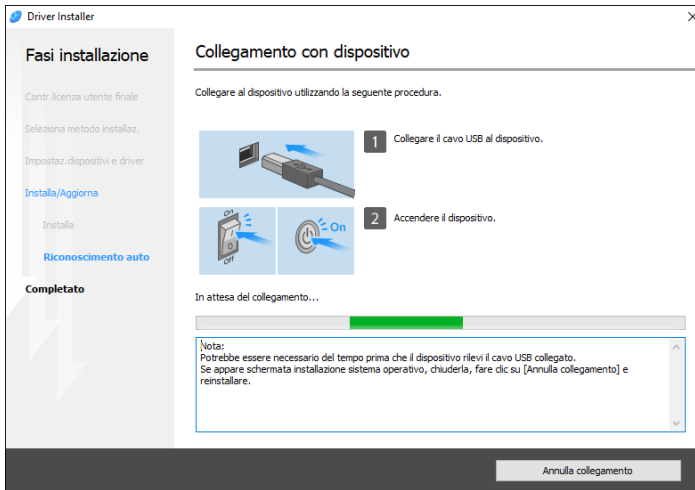 Driver Installer
Fasi installazione
Contr.licenza utente finale
Seleziona metodo installaz.
Impostaz.dispositivi e driver
Installa/Aggiorna
Installa
Riconoscimento auto
Completato
Collegamento con dispositivo
Collegare al dispositivo utilizzando la seguente procedura.
1 Collegare il cavo USB al dispositivo.
On
Off
On
2 Accendere il dispositivo.
In attesa del collegamento...
Nota:
Potrebbe essere necessario del tempo prima che il dispositivo rilevi il cavo USB collegato.
Se appare schermata installazione sistema operativo, chiuderla, fare clic su [Annulla collegamento] e
reinstallare.
Annulla collegamento